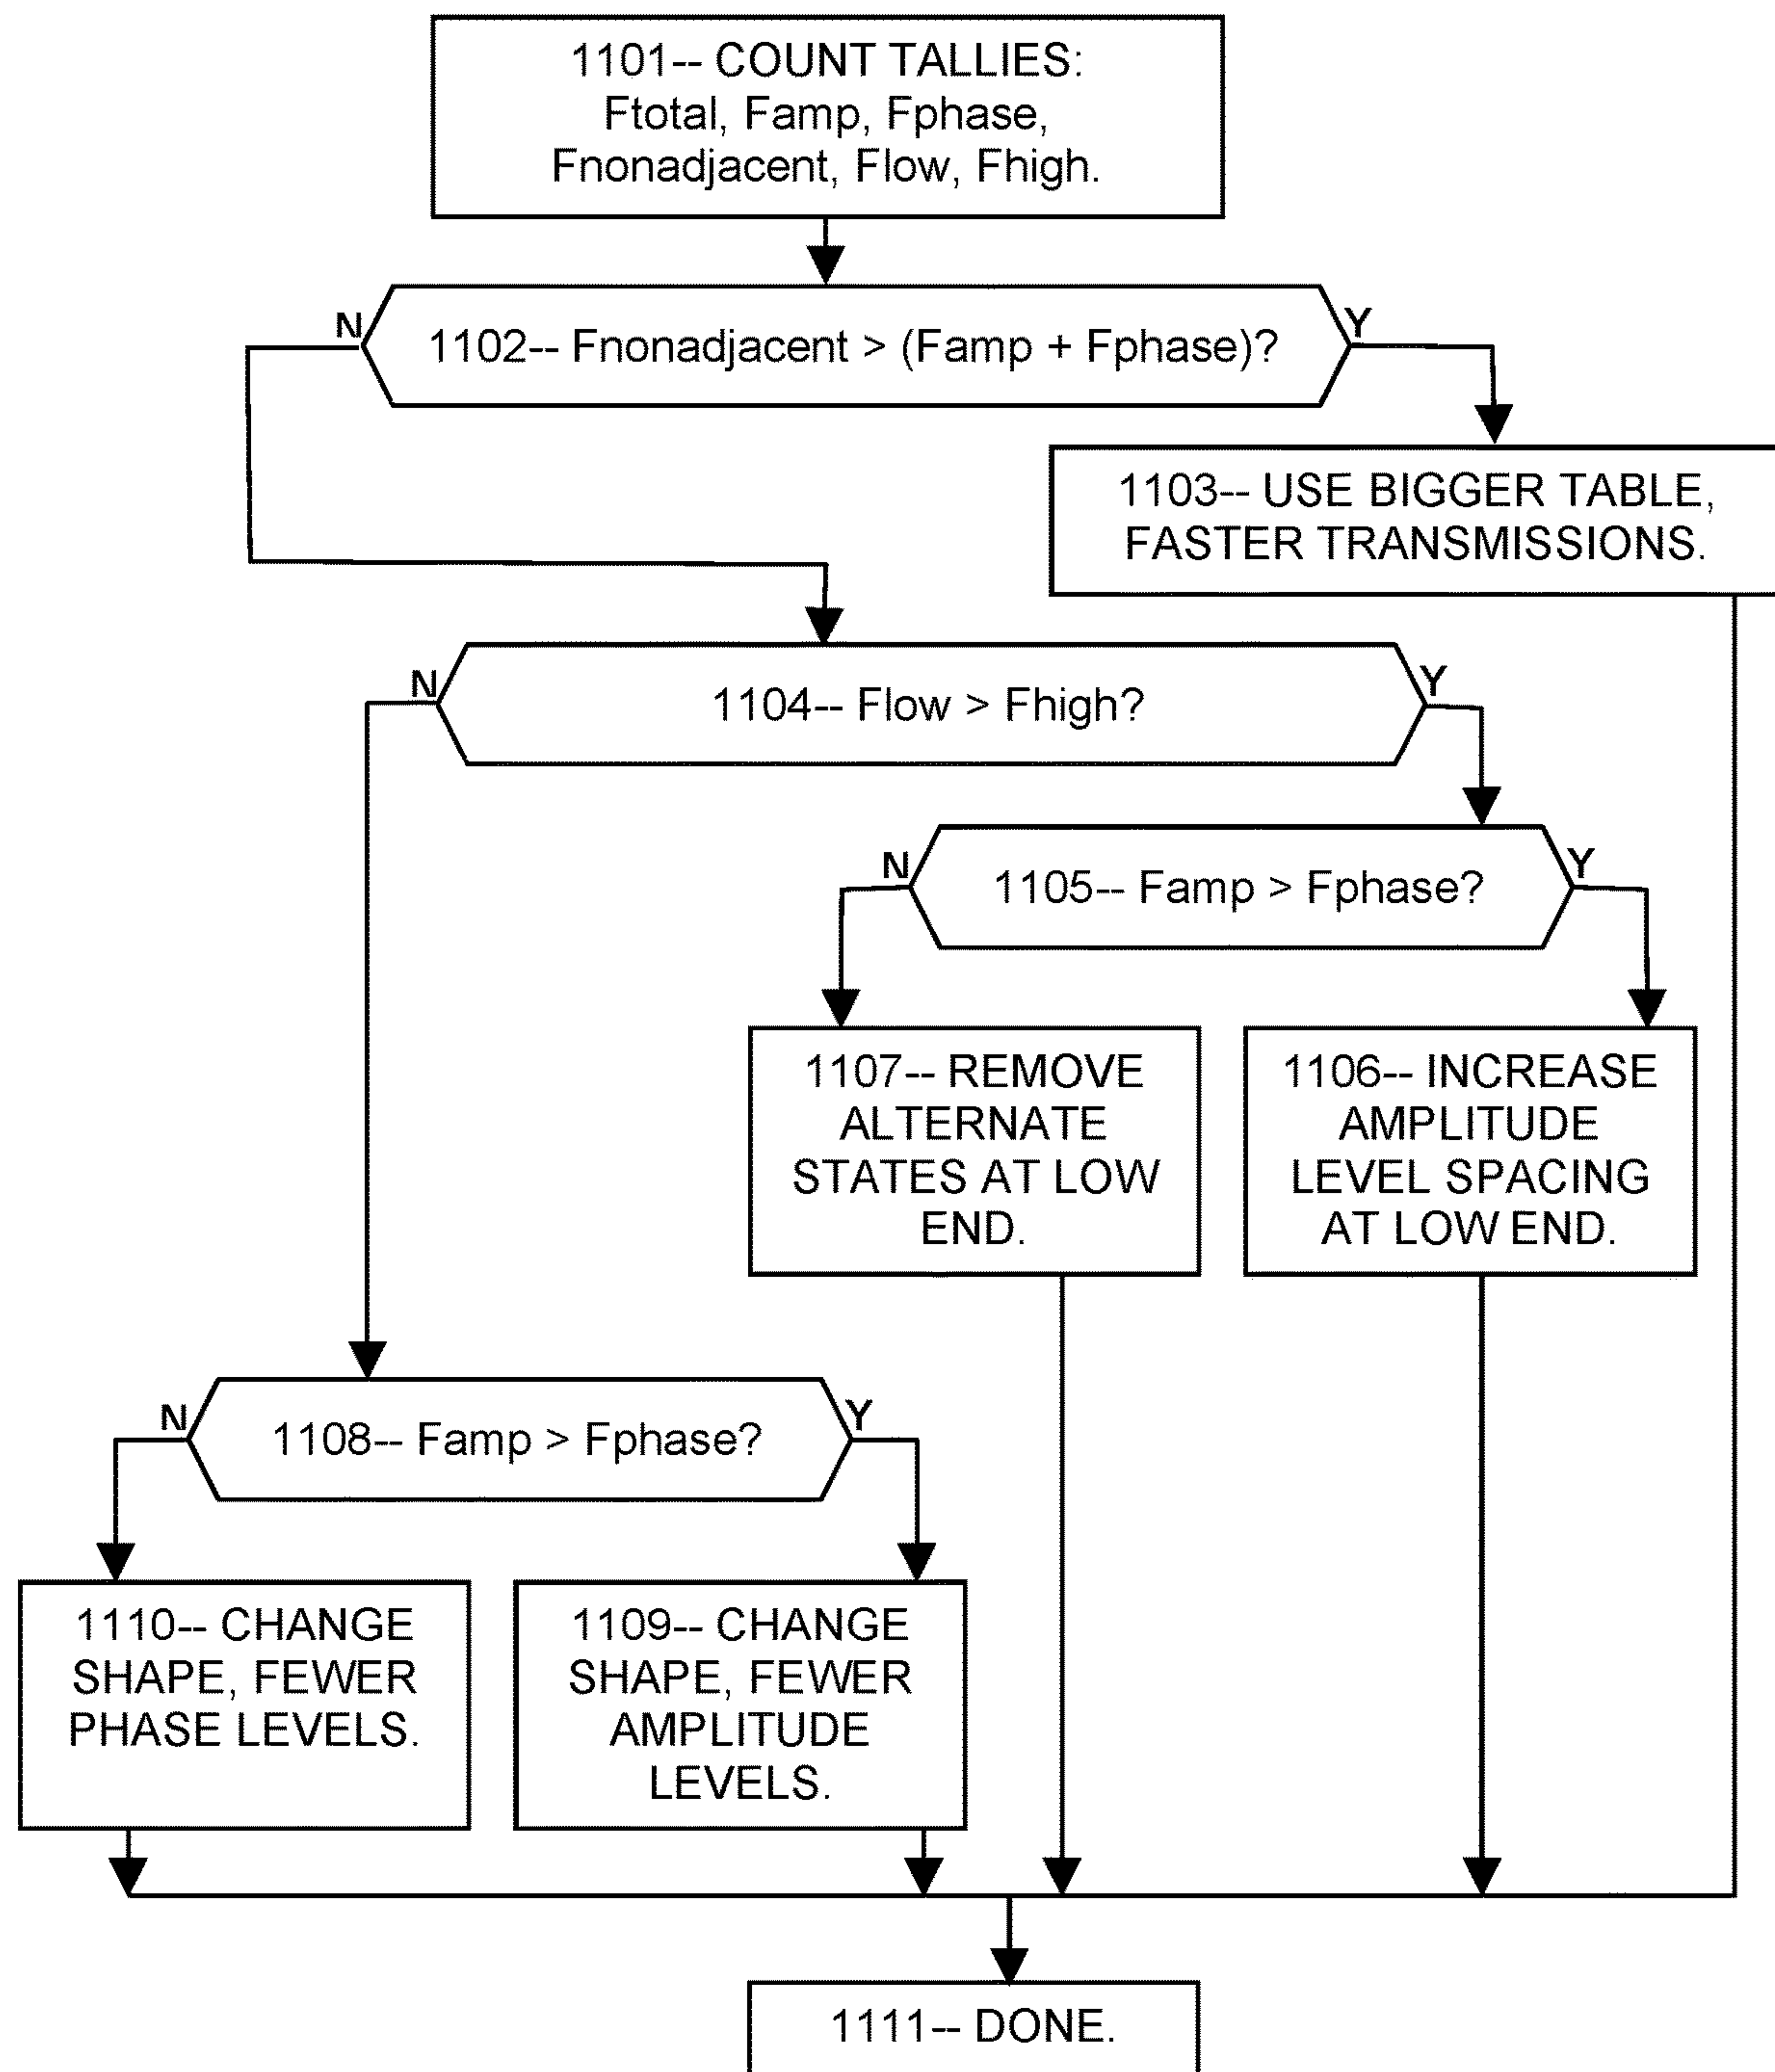 1101-- COUNT TALLIES:
Ftotal, Famp, Fphase,
Fnonadjacent, Flow, Fhigh.
N
Y
1102-- Fnonadjacent > (Famp + Fphase)?
1103-- USE BIGGER TABLE,
FASTER TRANSMISSIONS.
N
Y
1104-- Flow > Fhigh?
N
Y
1105-- Famp > Fphase?
1107-- REMOVE
ALTERNATE
STATES AT LOW
END.
1106-- INCREASE
AMPLITUDE
LEVEL SPACING
AT LOW END.
N
Y
1108-- Famp > Fphase?
1110-- CHANGE
SHAPE, FEWER
PHASE LEVELS.
1109-- CHANGE
SHAPE, FEWER
AMPLITUDE
LEVELS.
1111-- DONE.